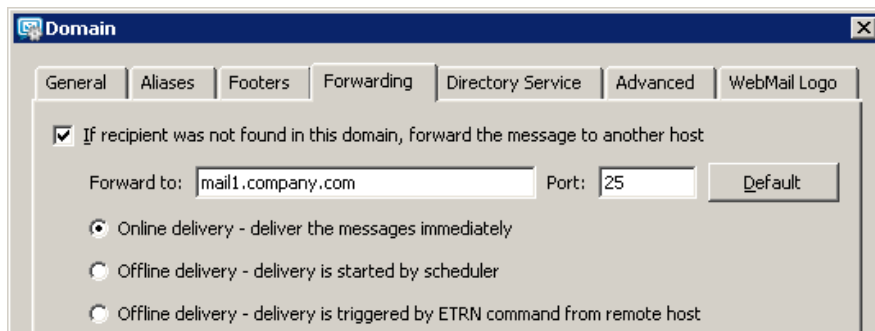 Domain
General Aliases Footers Forwarding Directory Service Advanced WebMail Logo
If recipient was not found in this domain, forward the message to another host
Forward to: mail1.company.com Port: 25 Default
Online delivery - deliver the messages immediately
Offline delivery - delivery is started by scheduler
Offline delivery - delivery is triggered by ETRN command from remote host